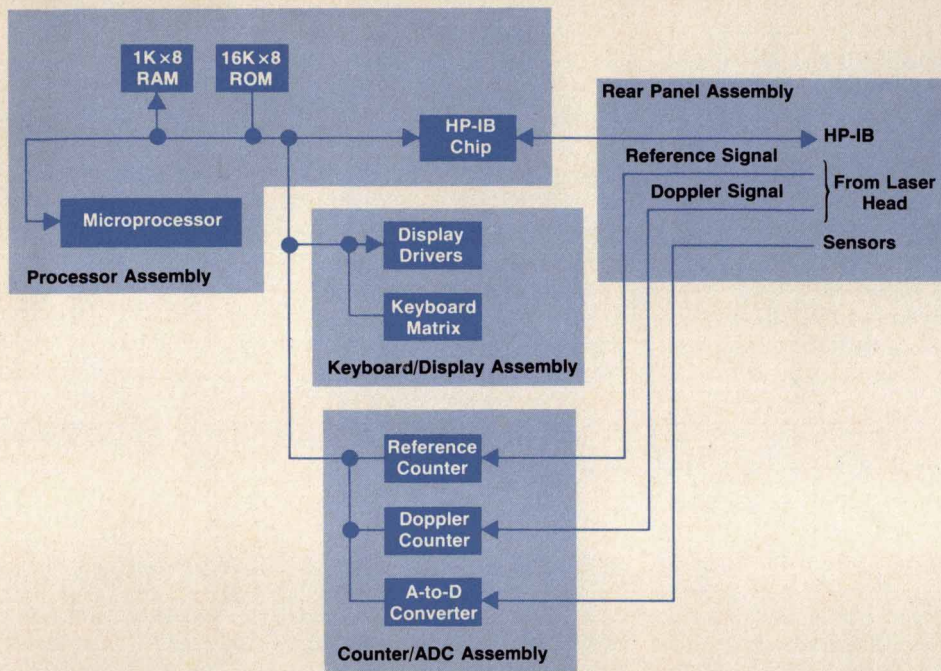 1K×8
RAM
16K×8
ROM
HP-IB
Chip
Microprocessor
Processor Assembly
Rear Panel Assembly
HP-IB
Reference Signal
Doppler Signal
From Laser
Head
Sensors
Display
Drivers
Keyboard
Matrix
Keyboard/Display Assembly
Reference
Counter
Doppler
Counter
A-to-D
Converter
Counter/ADC Assembly